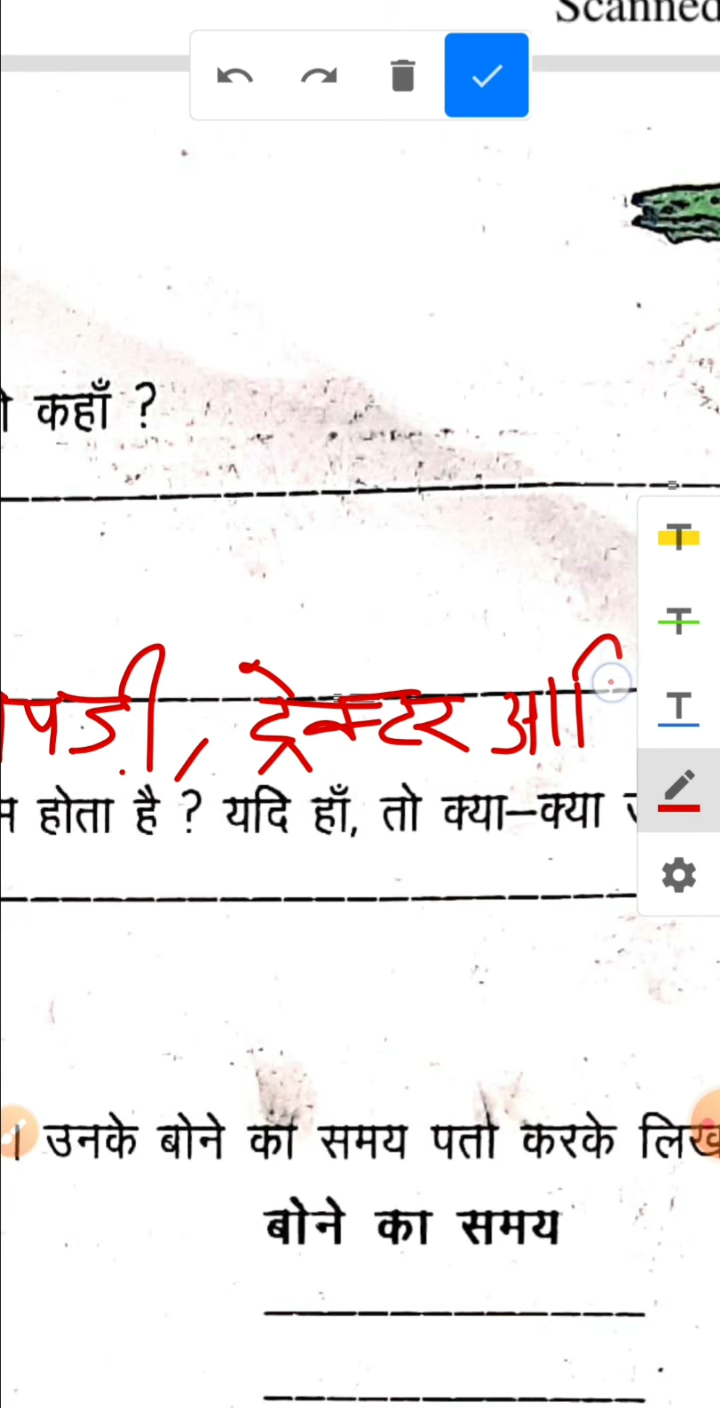 Scanned
कहाँ ?
पड़ी, ट्रेक्टर आदि
होता है ? यदि हाँ, तो क्या–क्या
। उनके बोने का समय पता करके लिख
बोने का समय